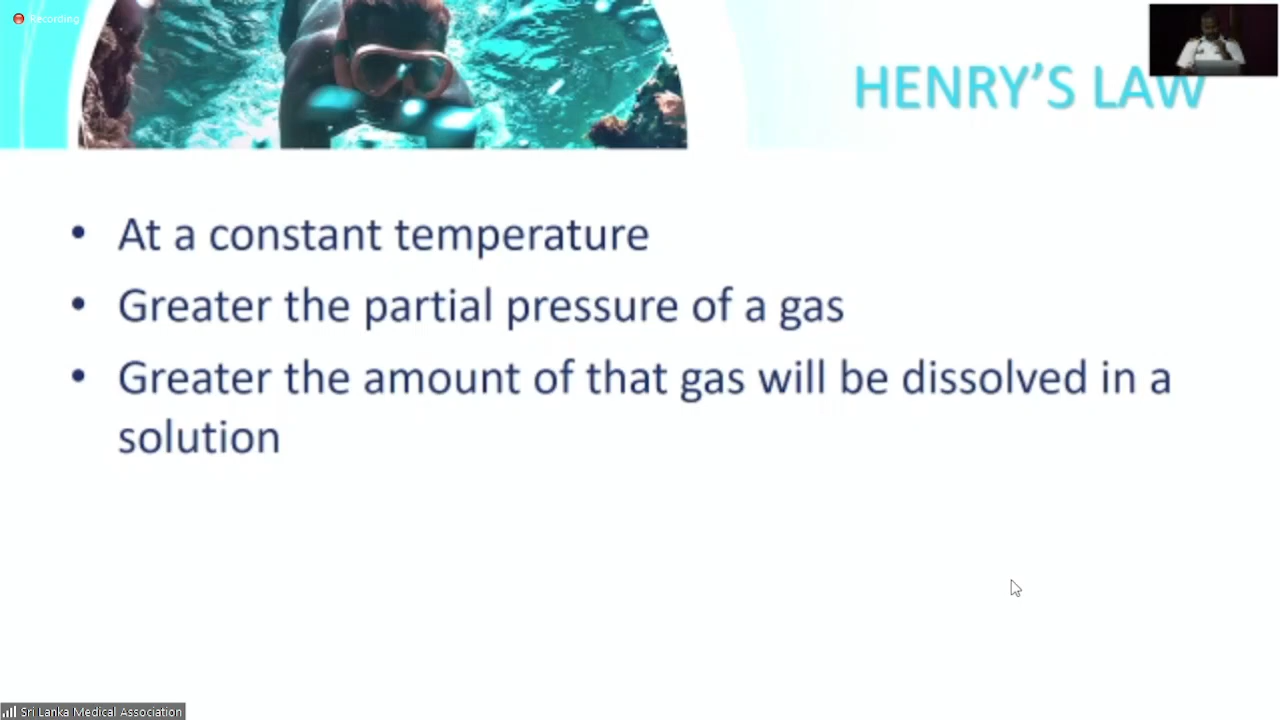 Recording
HENRY'S LAW
• At a constant temperature
• Greater the partial pressure of a gas
• Greater the amount of that gas will be dissolved in a
solution
Sri Lanka Medical Association